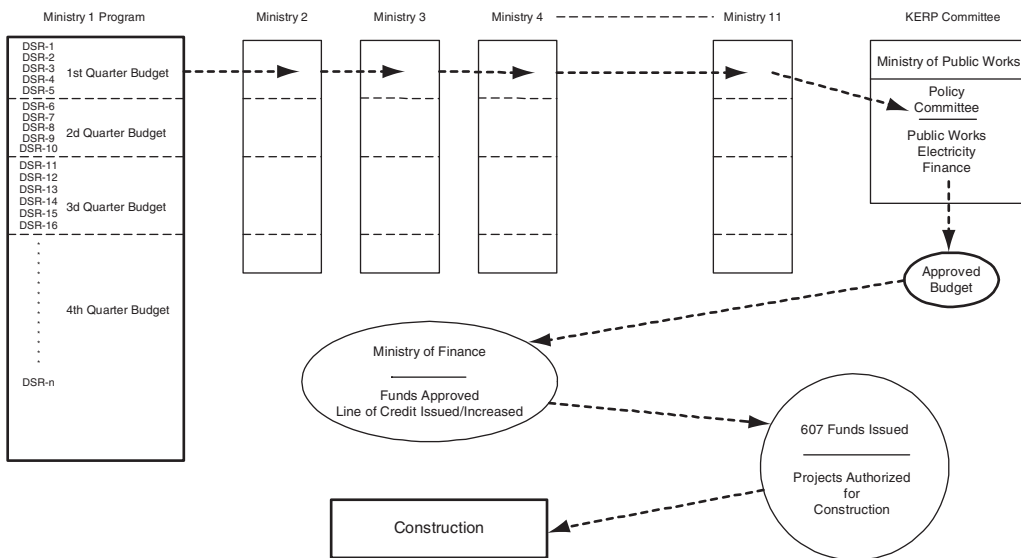 Ministry 1 Program
Ministry 2
Ministry 3
Ministry 4
Ministry 11
KERP Committee
DSR-1
DSR-2
DSR-3
DSR-4
DSR-5
1st Quarter Budget
DSR-6
DSR-7
DSR-8
DSR-9
DSR-10
2d Quarter Budget
DSR-11
DSR-12
DSR-13
DSR-14
DSR-15
DSR-16
3d Quarter Budget
4th Quarter Budget
DSR-n
Ministry of Public Works
Policy
Committee
Public Works
Electricity
Finance
Approved
Budget
Ministry of Finance
Funds Approved
Line of Credit Issued/Increased
607 Funds Issued
Projects Authorized
for
Construction
Construction